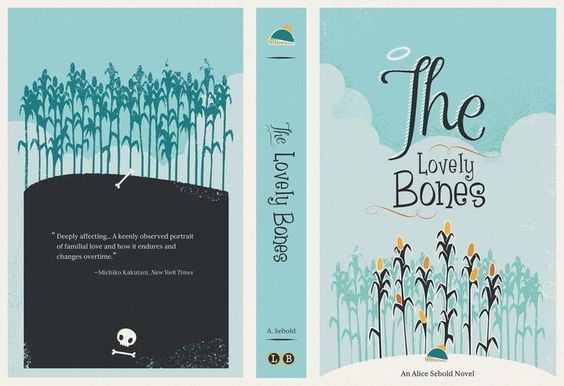 “Deeply affecting... A keenly observed portrait
of familial love and how it endures and
changes overtime.”
–Michiko Kakutani, New York Times
The Lovely Bones
A. Sebold
L B
The
Lovely
Bones
An Alice Sebold Novel